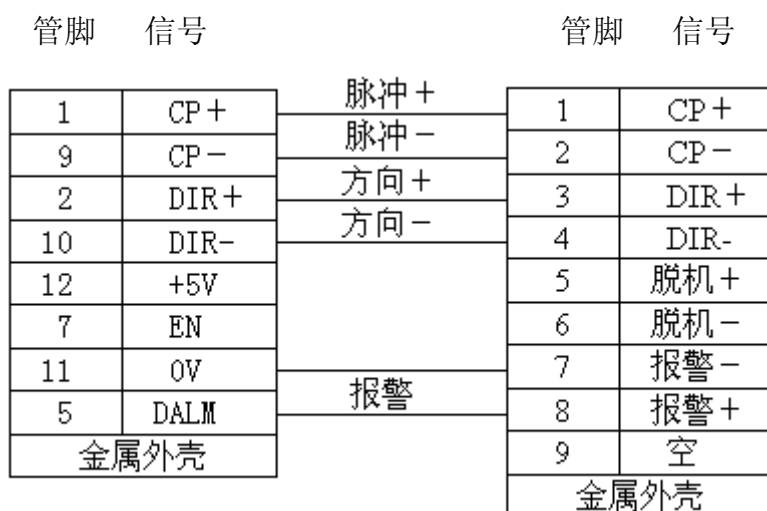 管脚 信号 管脚 信号
1 CP+ 脉冲+ 1 CP+
9 CP- 脉冲- 2 CP-
2 DIR+ 方向+ 3 DIR+
10 DIR- 方向- 4 DIR-
12 +5V 5 脱机+
7 EN 6 脱机-
11 0V 7 报警-
5 DALM 报警 8 报警+
金属外壳 9 空
金属外壳